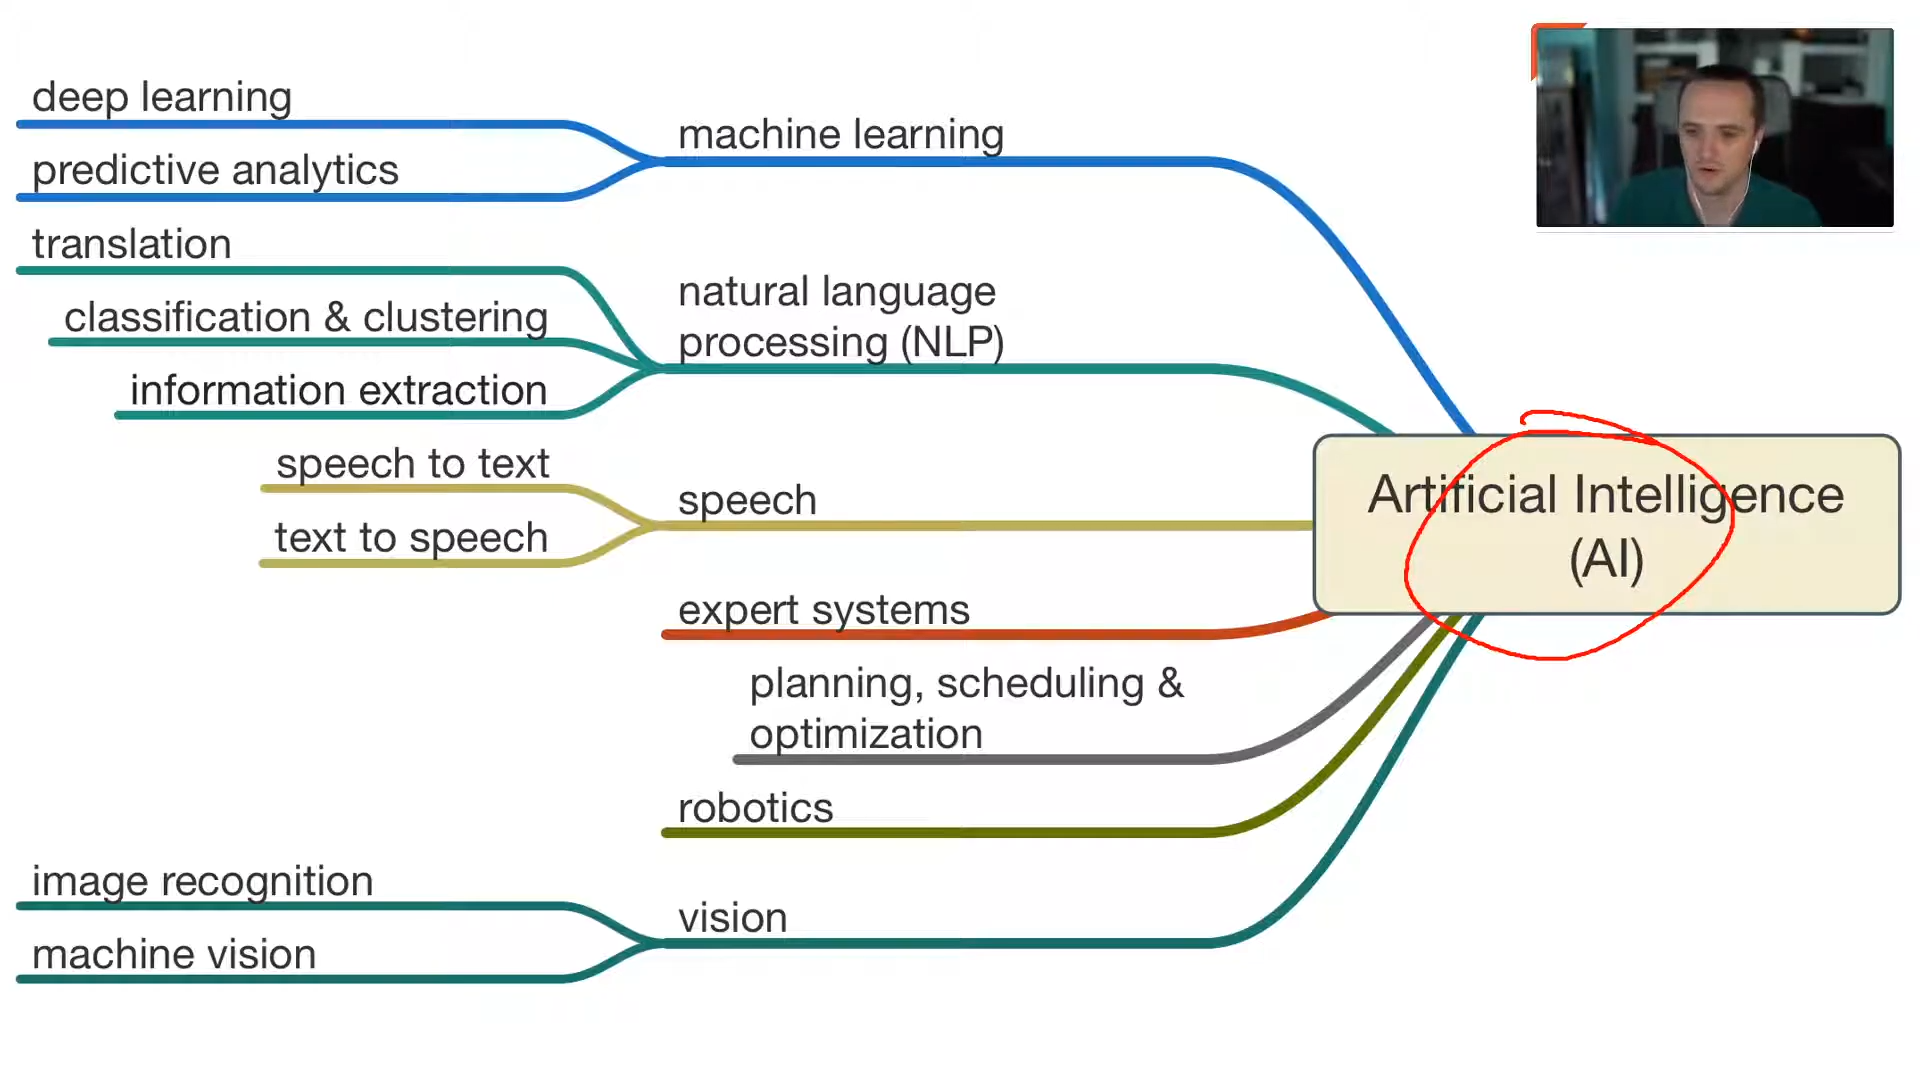 deep learning
predictive analytics
machine learning
translation
classification & clustering
information extraction
natural language
processing (NLP)
speech to text
text to speech
speech
expert systems
planning, scheduling &
optimization
robotics
image recognition
machine vision
vision
Artificial Intelligence
(AI)